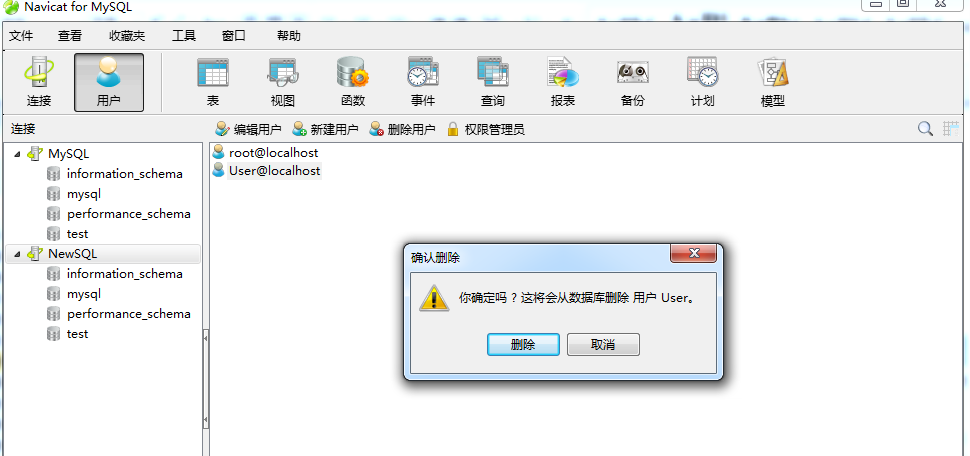 Navicat for MySQL
文件 查看 收藏夹 工具 窗口 帮助
连接 用户 表 视图 函数 事件 查询 报表 备份 计划 模型
连接 编辑用户 新建用户 删除用户 权限管理员
MySQL
information_schema
mysql
performance_schema
test
NewSQL
information_schema
mysql
performance_schema
test
root@localhost
User@localhost
确认删除
你确定吗？这将会从数据库删除 用户 User。
删除 取消